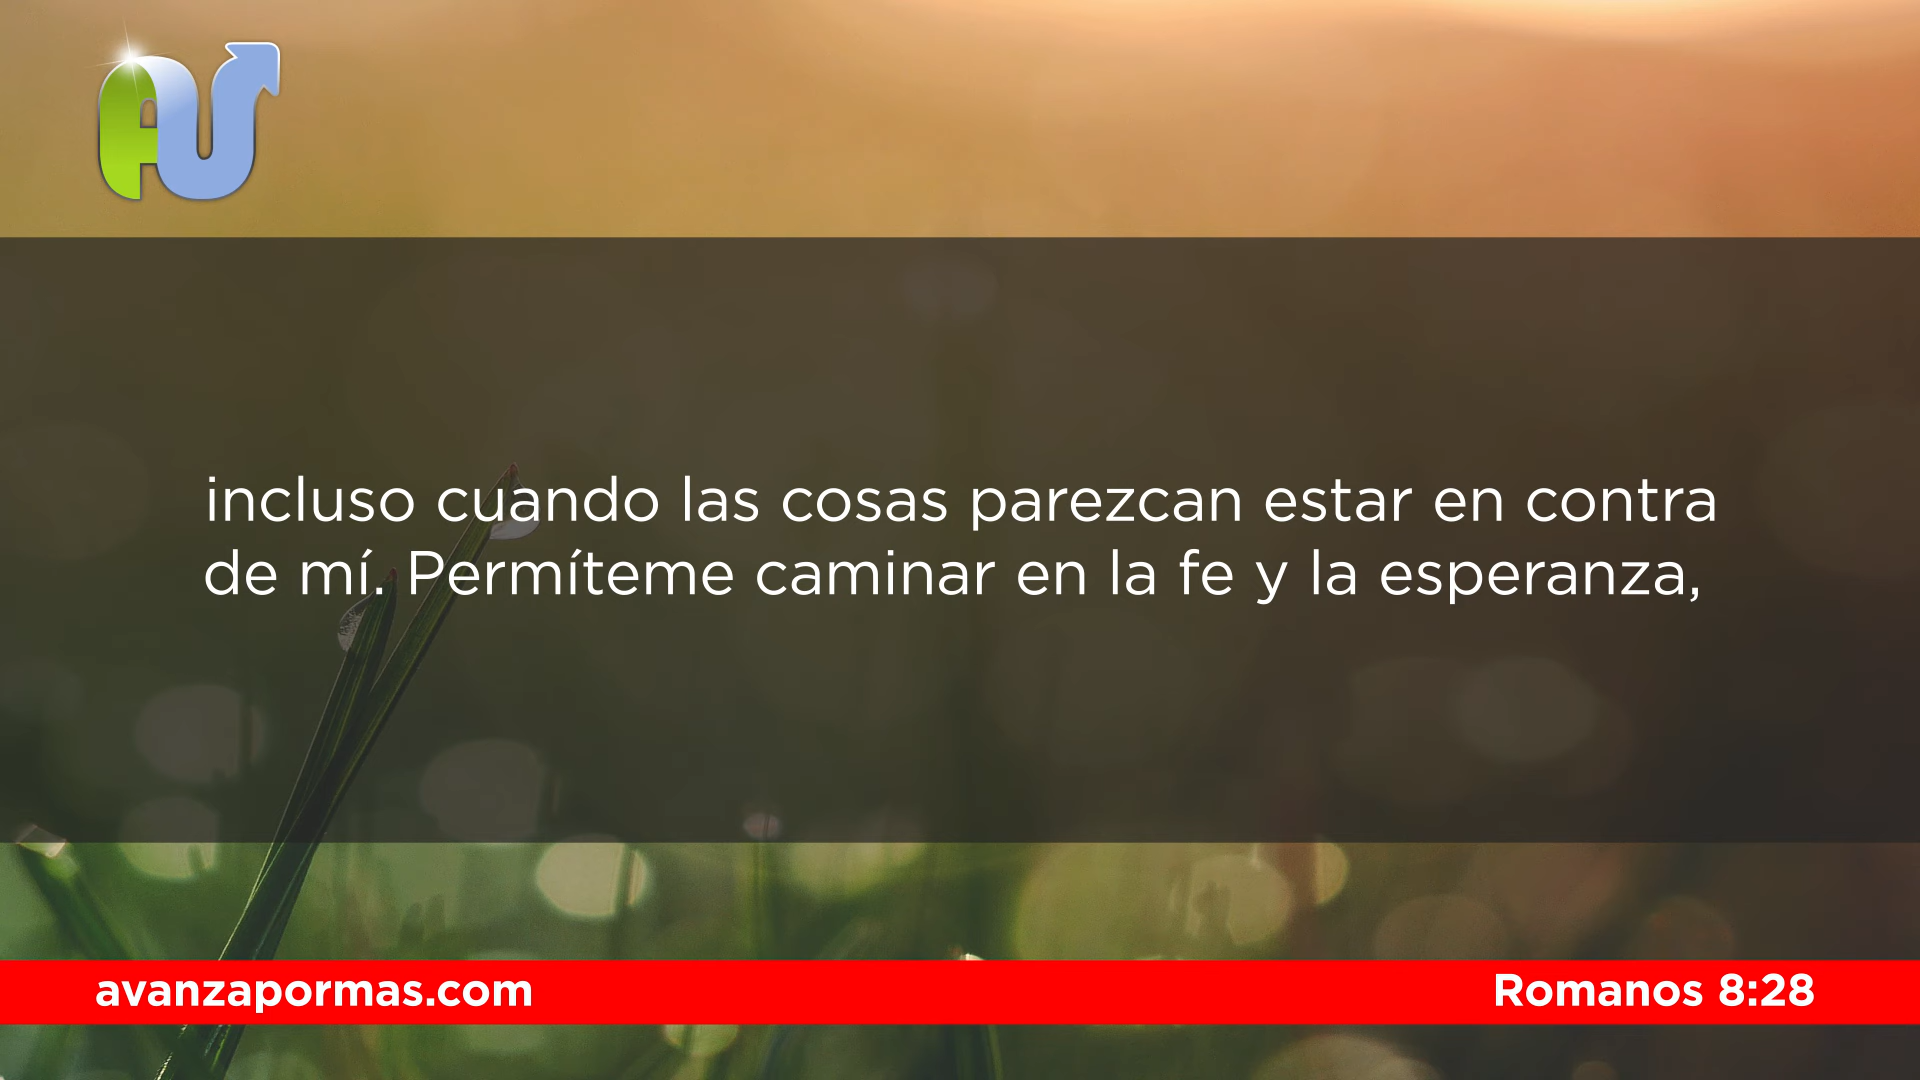 incluso cuando las cosas parezcan estar en contra
de mí. Permíteme caminar en la fe y la esperanza,
avanzapormas.com
Romanos 8:28